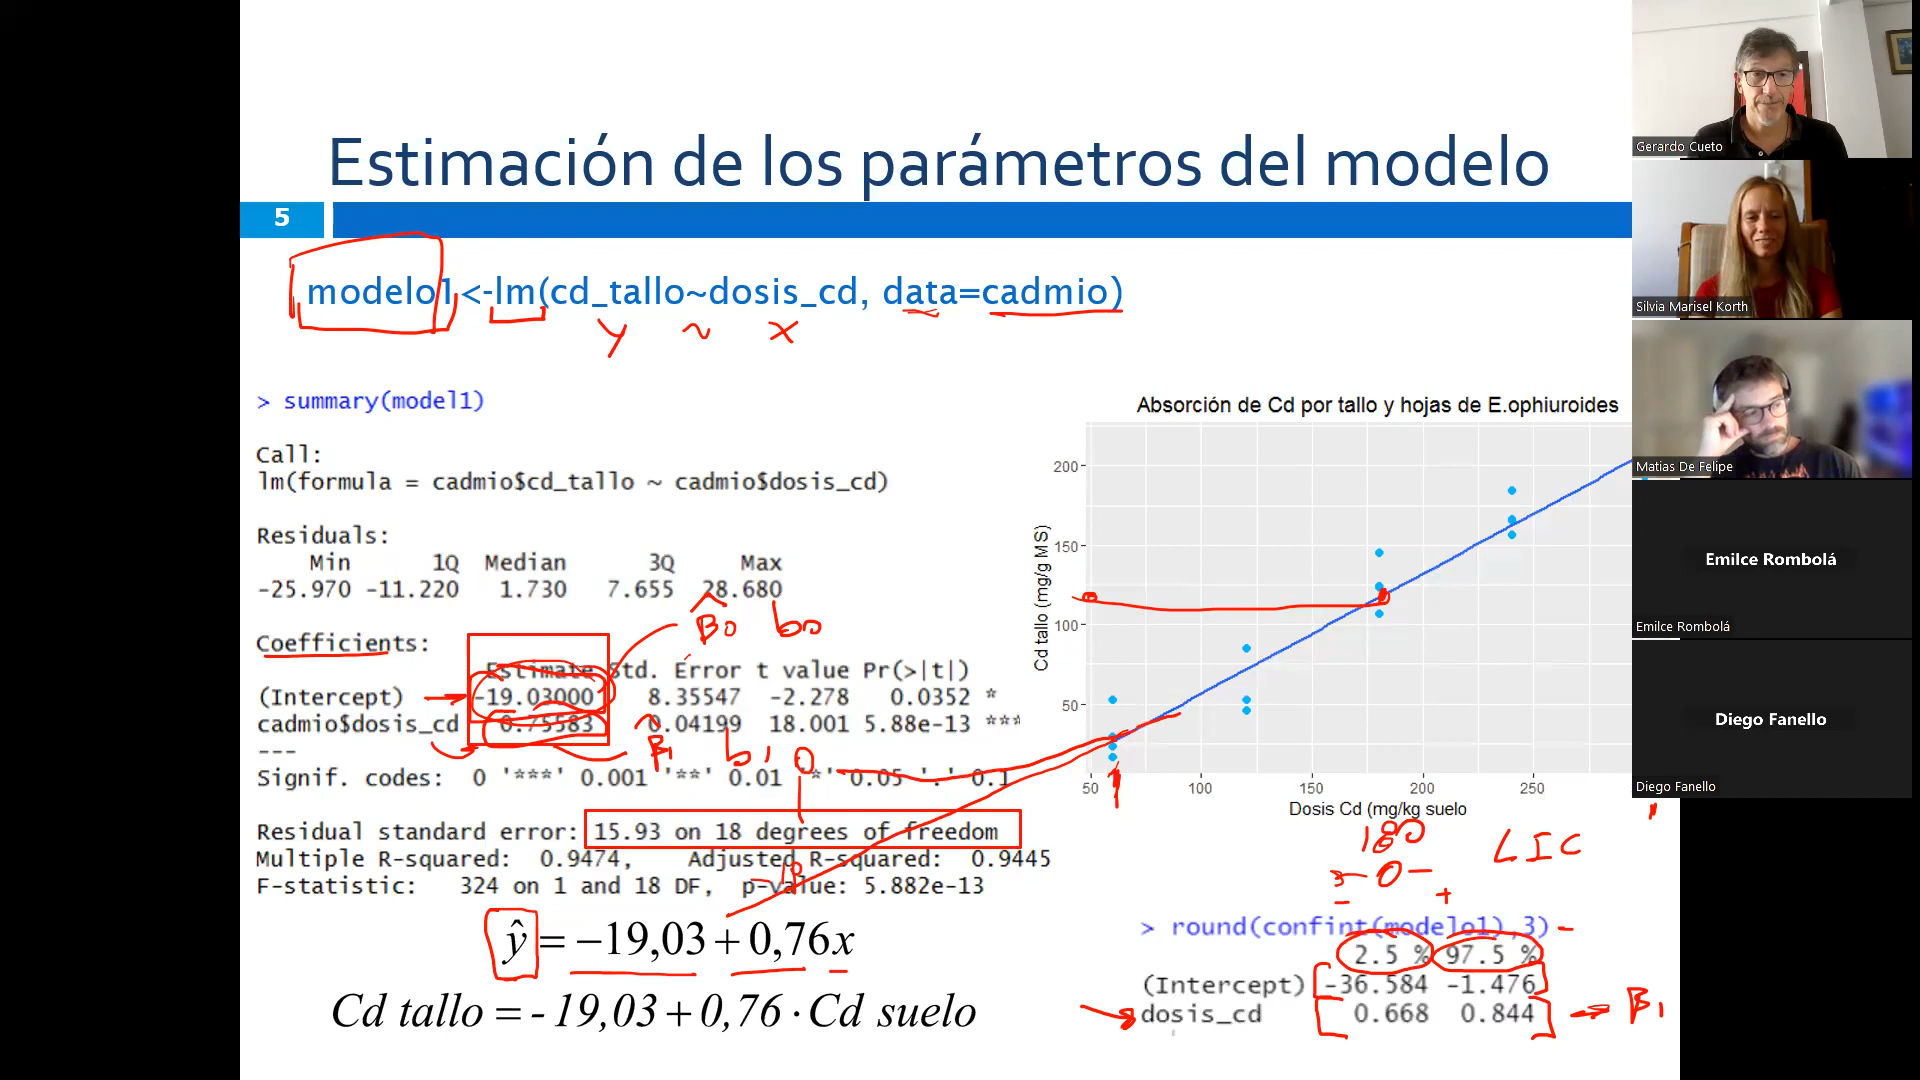 Estimación de los parámetros del modelo
5
modelo1<-lm(cd_tallo~dosis_cd, data=cadmio)
y ~ x
> summary(model1)
Call:
lm(formula = cadmio$cd_tallo ~ cadmio$dosis_cd)
Residuals:
Min 1Q Median 3Q Max
-25.970 -11.220 1.730 7.655 28.680
β̂0 b0
Coefficients:
Estimate Std. Error t value Pr(>|t|)
(Intercept) -19.03000 8.35547 -2.278 0.0352 *
cadmio$dosis_cd 0.75583 0.04199 18.001 5.88e-13 ***
β̂1 b1
---
Signif. codes: 0 '***' 0.001 '**' 0.01 '*' 0.05 '.' 0.1
Residual standard error: 15.93 on 18 degrees of freedom
Multiple R-squared: 0.9474, Adjusted R-squared: 0.9445
F-statistic: 324 on 1 and 18 DF, p-value: 5.882e-13
ŷ = −19,03 + 0,76x
Cd tallo = - 19,03 + 0,76 · Cd suelo
Absorción de Cd por tallo y hojas de E.ophiuroides
Cd tallo (mg/g MS)
200
150
100
50
50 100 150 200 250
Dosis Cd (mg/kg suelo
180
LIC
> round(confint(modelo1),3)
2.5 % 97.5 %
(Intercept) -36.584 -1.476
dosis_cd 0.668 0.844
β1
Gerardo Cueto
Silvia Marisel Korth
Matias De Felipe
Emilce Rombolá
Emilce Rombolá
Diego Fanello
Diego Fanello